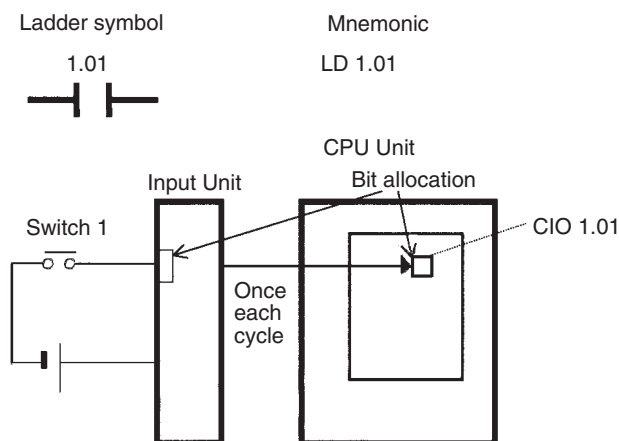 Ladder symbol
Mnemonic
1.01
LD 1.01
CPU Unit
Input Unit
Bit allocation
Switch 1
CIO 1.01
Once
each
cycle